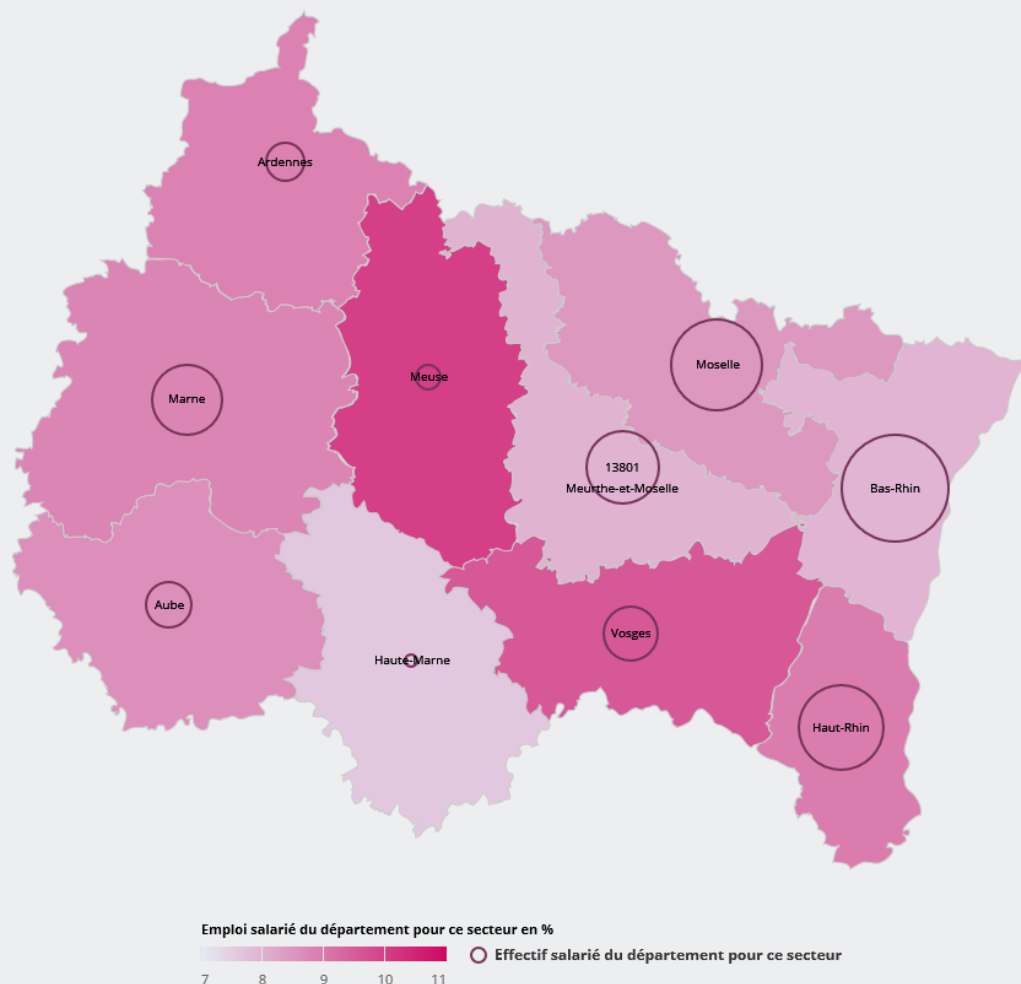 Ardennes
Meuse
Moselle
Marne
13801
Meurthe-et-Moselle
Bas-Rhin
Aube
Vosges
Haute-Marne
Haut-Rhin
Emploi salarié du département pour ce secteur en %
Effectif salarié du département pour ce secteur
7 8 9 10 11